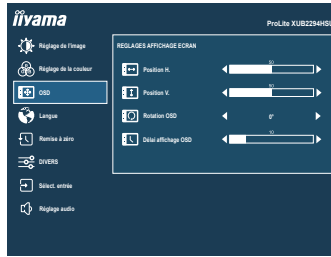 iiyama
ProLite XUB2294HSU
Réglage de l'image
Réglage de la couleur
OSD
Langue
Remise à zéro
DIVERS
Sélect. entrée
Réglage audio
REGLAGES AFFICHAGE ECRAN
Position H.
50
Position V.
50
Rotation OSD
0°
Délai affichage OSD
10